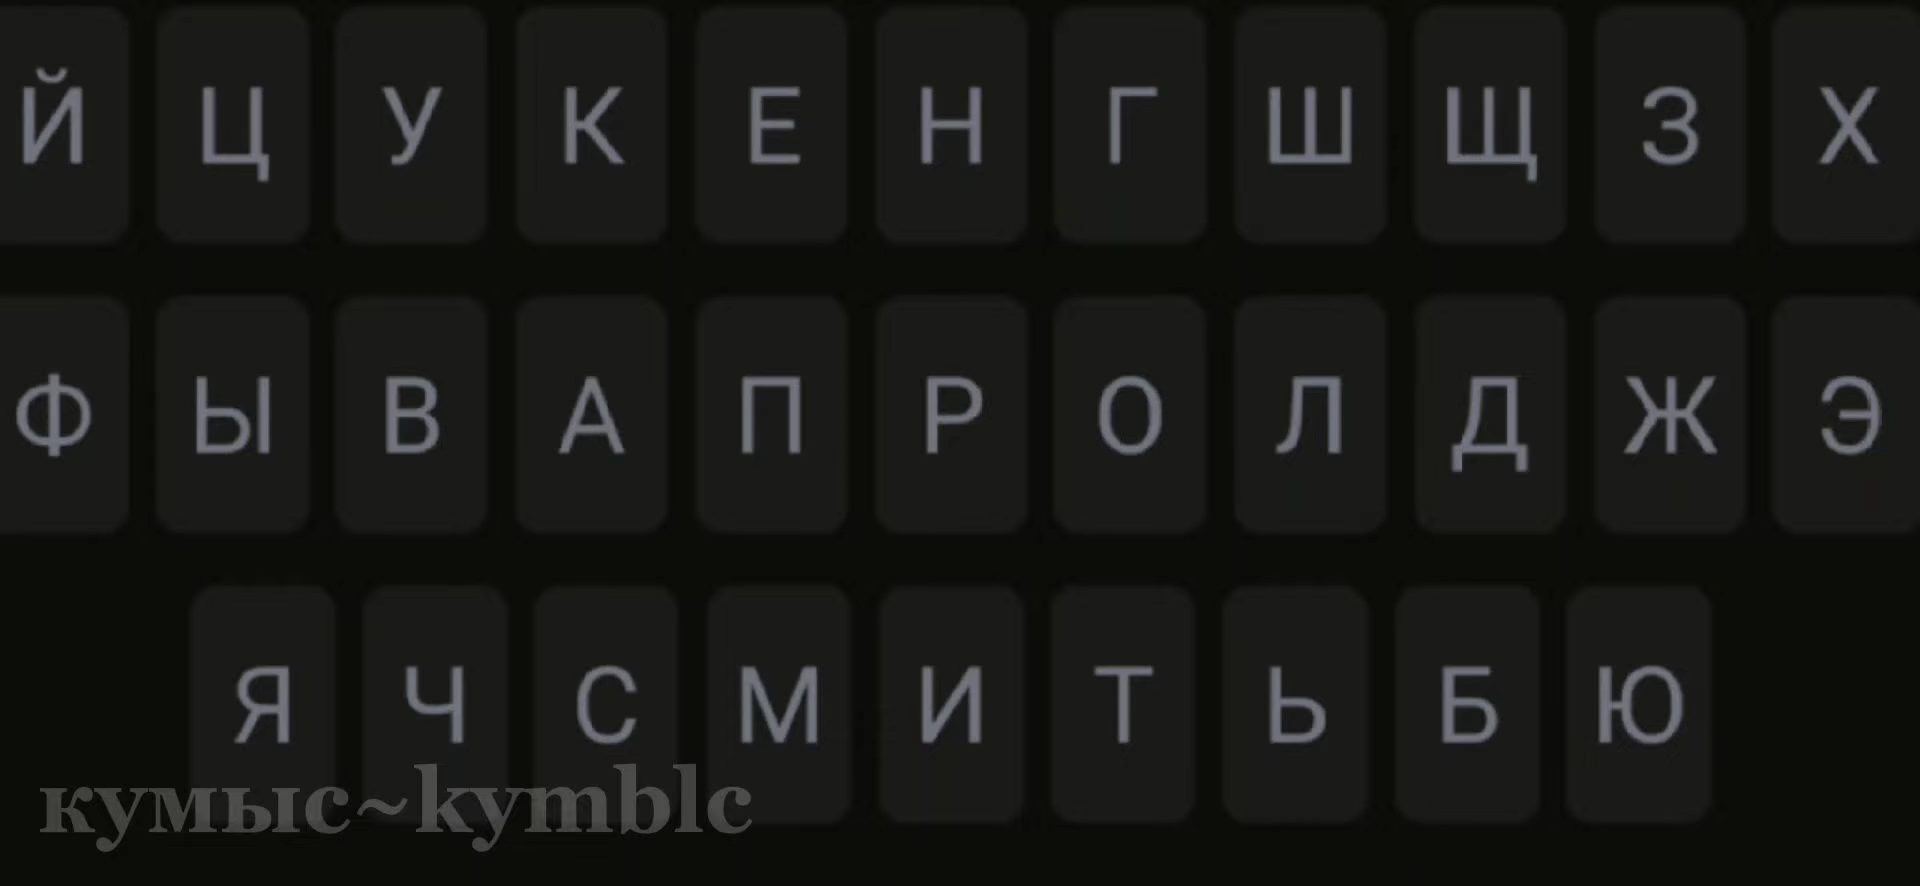 Й Ц У К Е Н Г Ш Щ З Х
Ф Ы В А П Р О Л Д Ж Э
Я Ч С М И Т Ь Б Ю
кумыс~kymblc